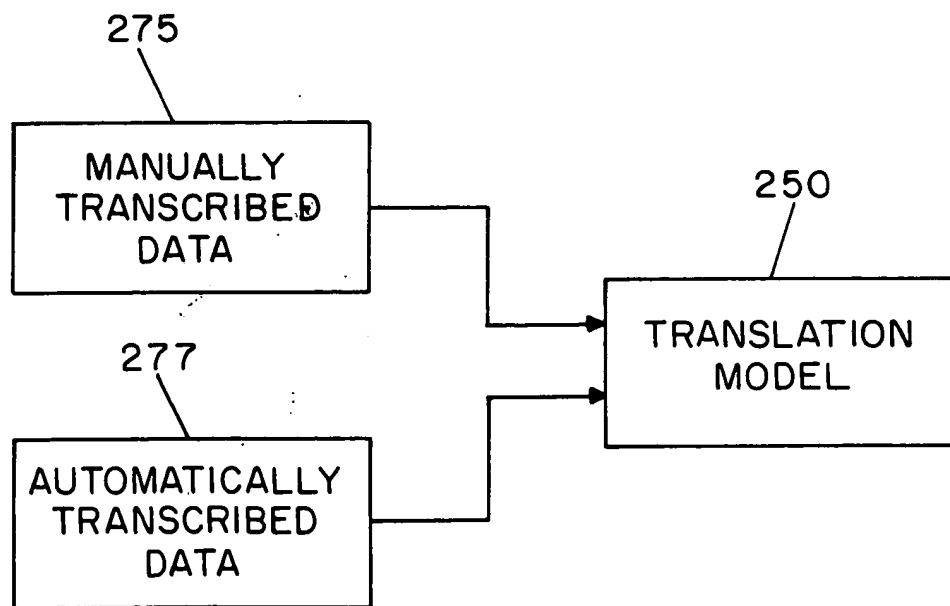 275
MANUALLY
TRANSCRIBED
DATA
250
TRANSLATION
MODEL
277
AUTOMATICALLY
TRANSCRIBED
DATA